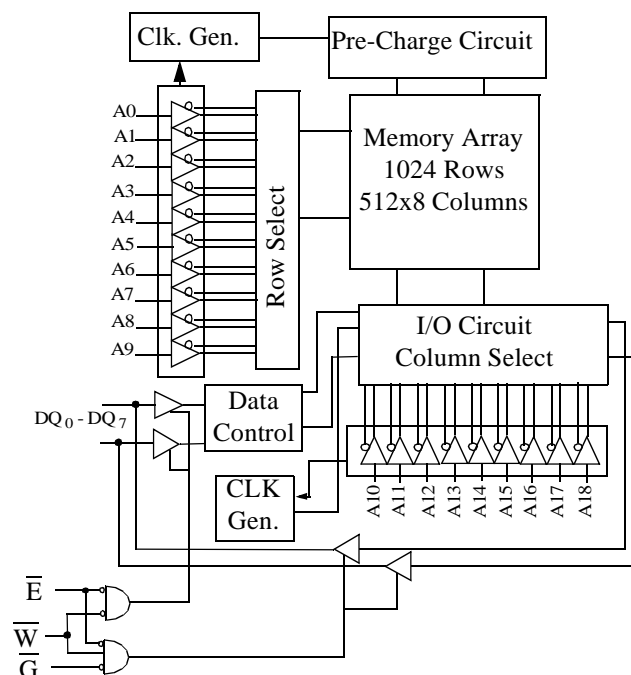 Clk. Gen.
Pre-Charge Circuit
A0
A1
A2
A3
A4
A5
A6
A7
A8
A9
Row Select
Memory Array
1024 Rows
512x8 Columns
I/O Circuit
Column Select
DQ₀ - DQ₇
Data
Control
CLK
Gen.
A10
A11
A12
A13
A14
A15
A16
A17
A18
E̅
W̅
G̅